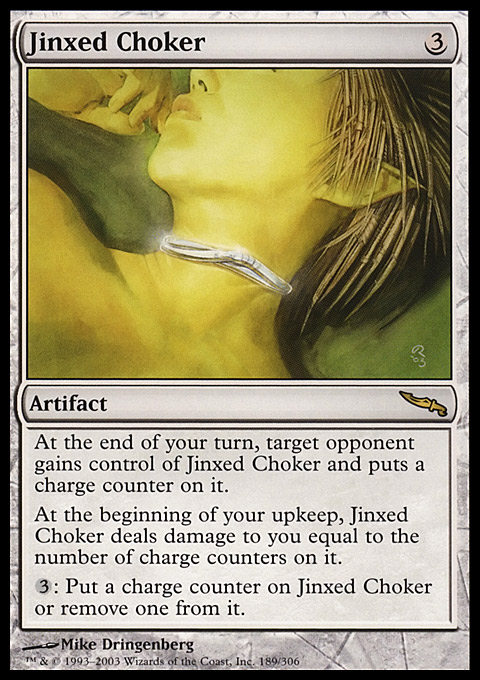 Jinxed Choker 3
'03
Artifact
At the end of your turn, target opponent
gains control of Jinxed Choker and puts a
charge counter on it.
At the beginning of your upkeep, Jinxed
Choker deals damage to you equal to the
number of charge counters on it.
3: Put a charge counter on Jinxed Choker
or remove one from it.
Mike Dringenberg
™ & © 1993–2003 Wizards of the Coast, Inc. 189/306